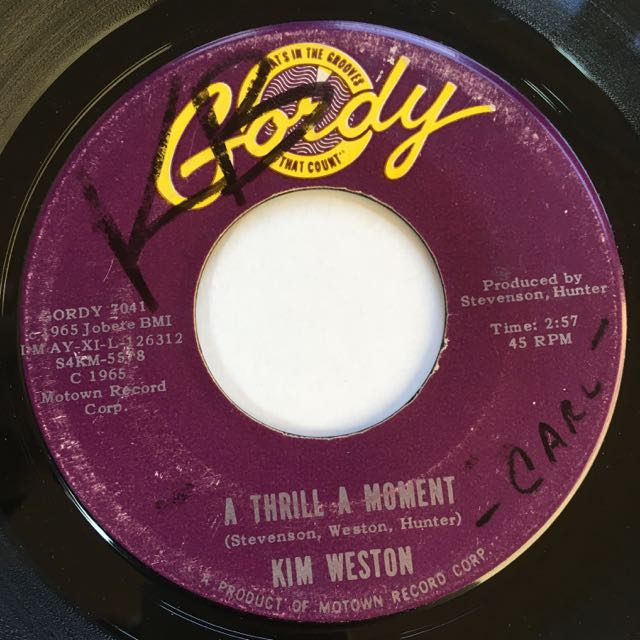 IT'S IN THE GROOVES
Gordy
THAT COUNT"
KB
GORDY 7041
c 1965 Jobete BMI
I-M AY-XI-L-126312
S4KM-5578
C 1965
Motown Record
Corp.
Produced by
Stevenson, Hunter
Time: 2:57
45 RPM
- CARL -
A THRILL A MOMENT
(Stevenson, Weston, Hunter)
KIM WESTON
A PRODUCT OF MOTOWN RECORD CORP.